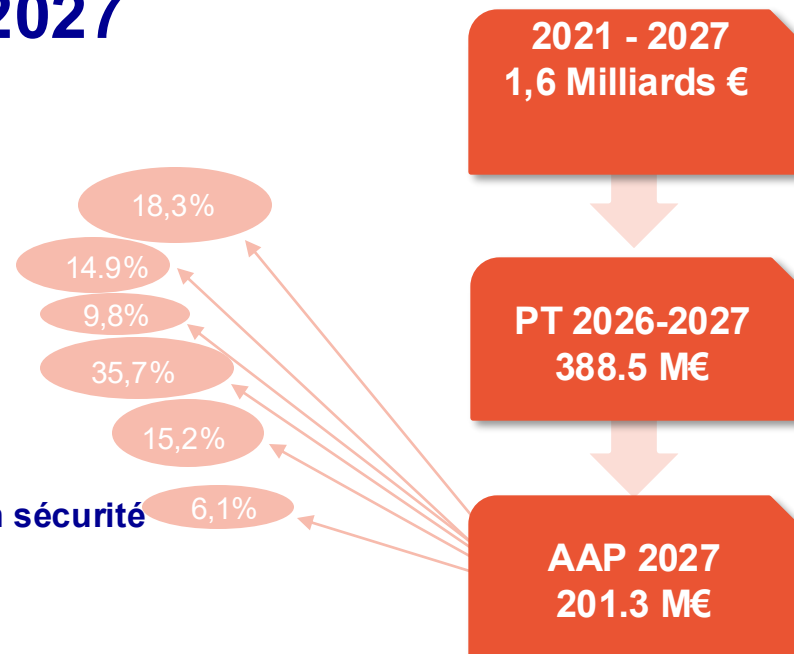 2027
2021 - 2027
1,6 Milliards €
18,3%
14.9%
9,8%
35,7%
15,2%
sécurité
6,1%
PT 2026-2027
388.5 M€
AAP 2027
201.3 M€